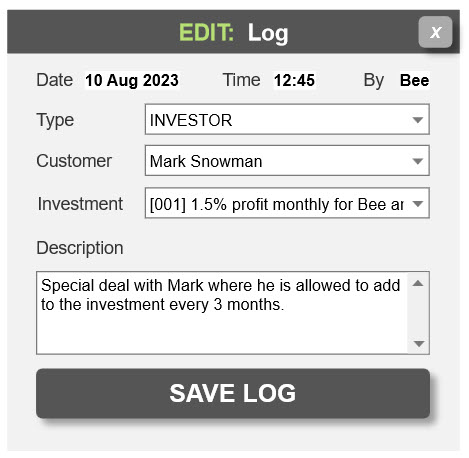 EDIT: Log X
Date 10 Aug 2023 Time 12:45 By Bee
Type INVESTOR
Customer Mark Snowman
Investment [001] 1.5% profit monthly for Bee
Description
Special deal with Mark where he is allowed to add
to the investment every 3 months.
SAVE LOG